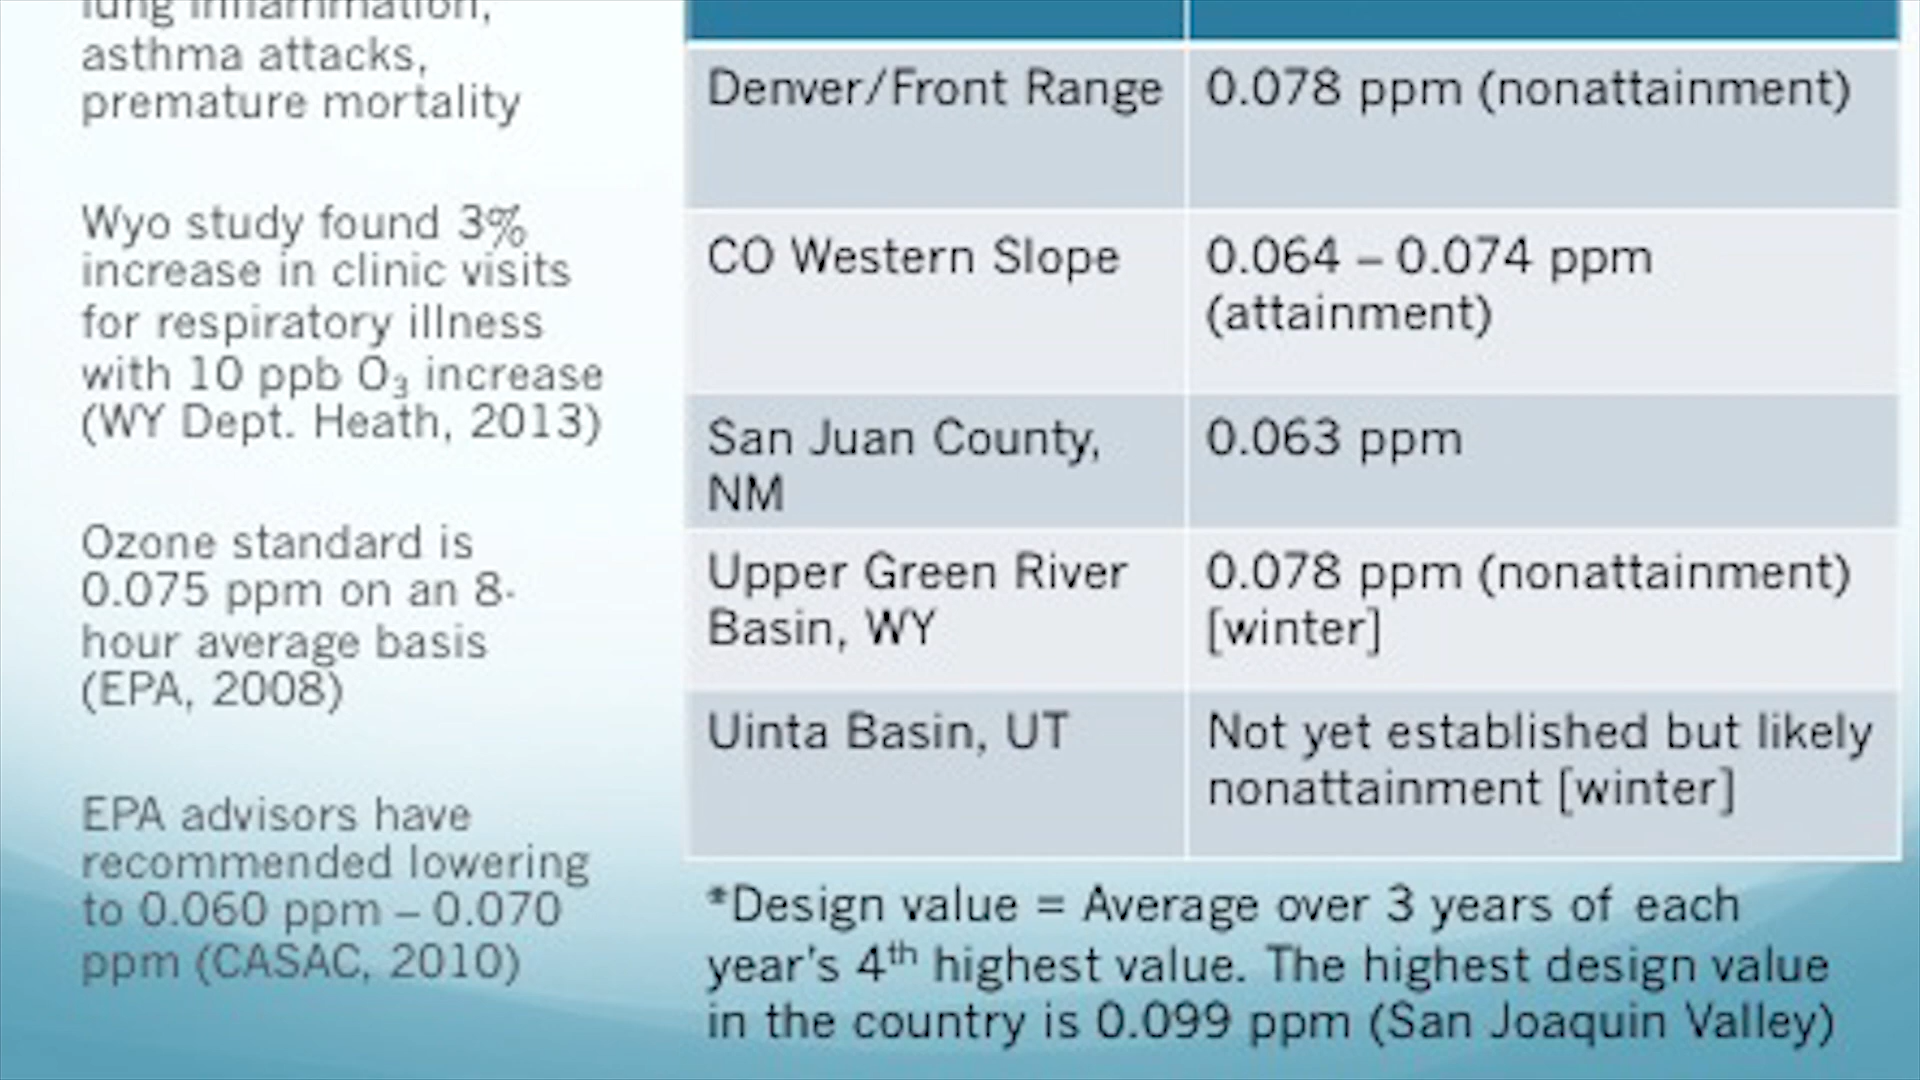 lung inflammation,
asthma attacks,
premature mortality
Wyo study found 3%
increase in clinic visits
for respiratory illness
with 10 ppb O₃ increase
(WY Dept. Heath, 2013)
Ozone standard is
0.075 ppm on an 8-
hour average basis
(EPA, 2008)
EPA advisors have
recommended lowering
to 0.060 ppm – 0.070
ppm (CASAC, 2010)
Denver/Front Range 0.078 ppm (nonattainment)
CO Western Slope 0.064 – 0.074 ppm
(attainment)
San Juan County, 0.063 ppm
NM
Upper Green River 0.078 ppm (nonattainment)
Basin, WY [winter]
Uinta Basin, UT Not yet established but likely
nonattainment [winter]
*Design value = Average over 3 years of each
year's 4th highest value. The highest design value
in the country is 0.099 ppm (San Joaquin Valley)